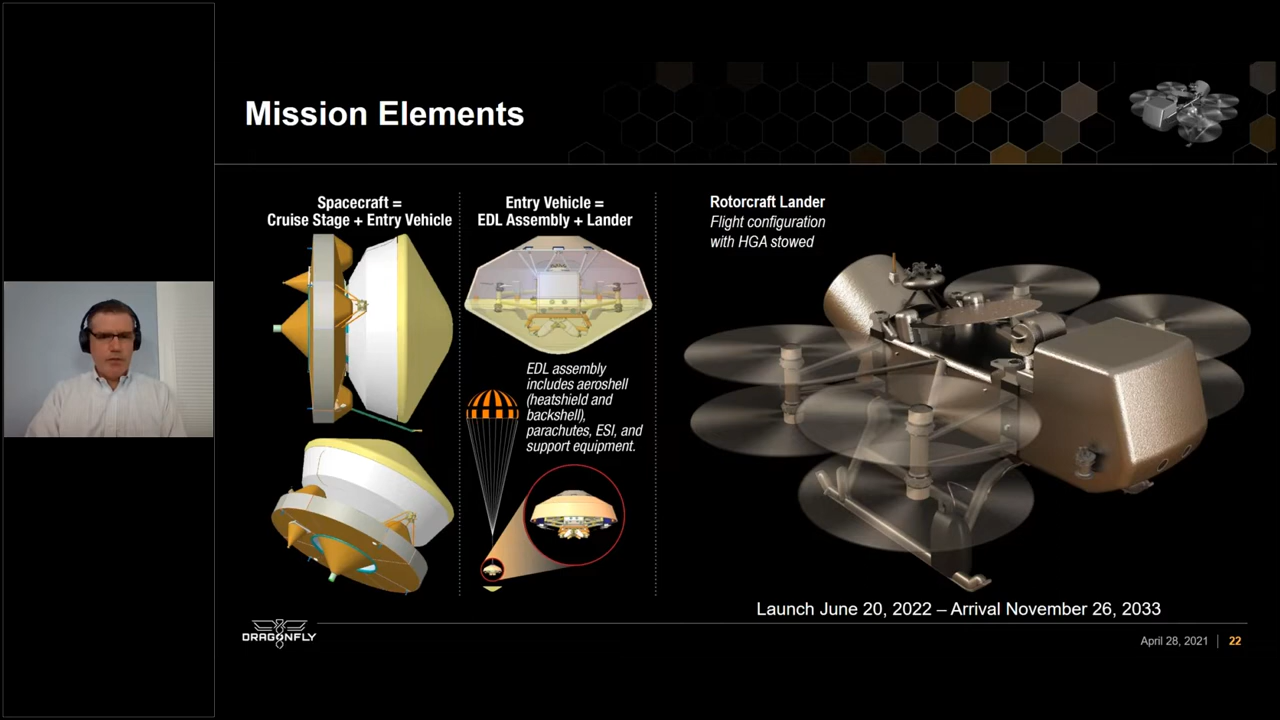 Mission Elements
Spacecraft =
Cruise Stage + Entry Vehicle
Entry Vehicle =
EDL Assembly + Lander
EDL assembly
includes aeroshell
(heatshield and
backshell),
parachutes, ESI, and
support equipment.
Rotorcraft Lander
Flight configuration
with HGA stowed
Launch June 20, 2022 – Arrival November 26, 2033
DRAGONFLY
April 28, 2021 | 22